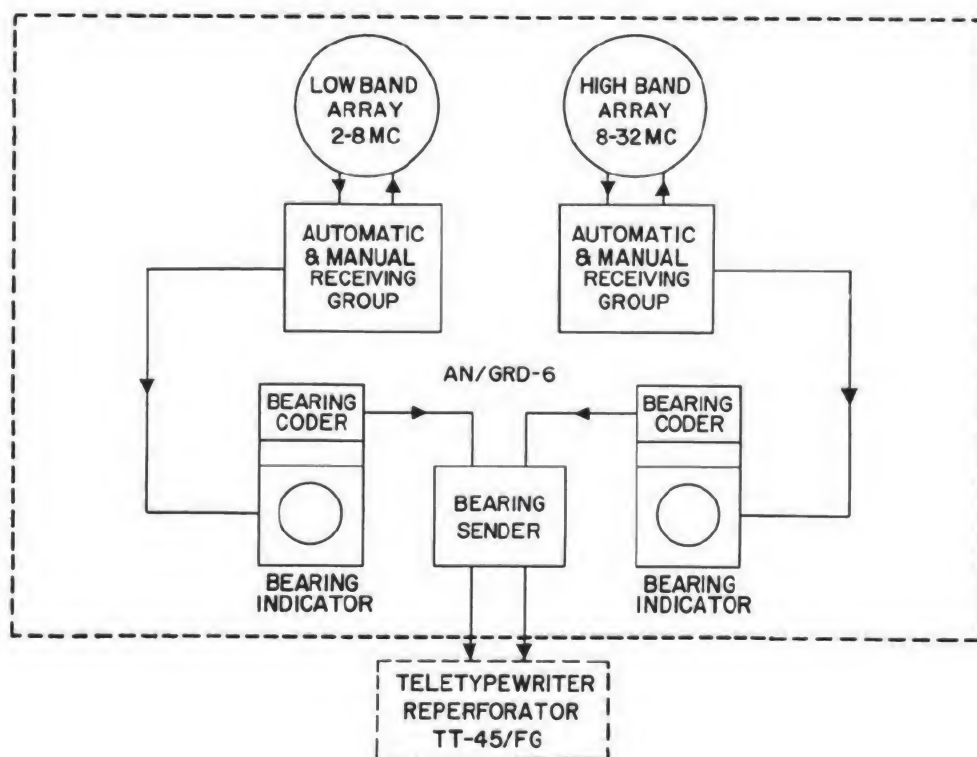 LOW BAND
ARRAY
2-8 MC
HIGH BAND
ARRAY
8-32 MC
AUTOMATIC
& MANUAL
RECEIVING
GROUP
AUTOMATIC
& MANUAL
RECEIVING
GROUP
AN/GRD-6
BEARING
CODER
BEARING
CODER
BEARING
SENDER
BEARING
INDICATOR
BEARING
INDICATOR
TELETYPEWRITER
REPERFORATOR
TT-45/FG